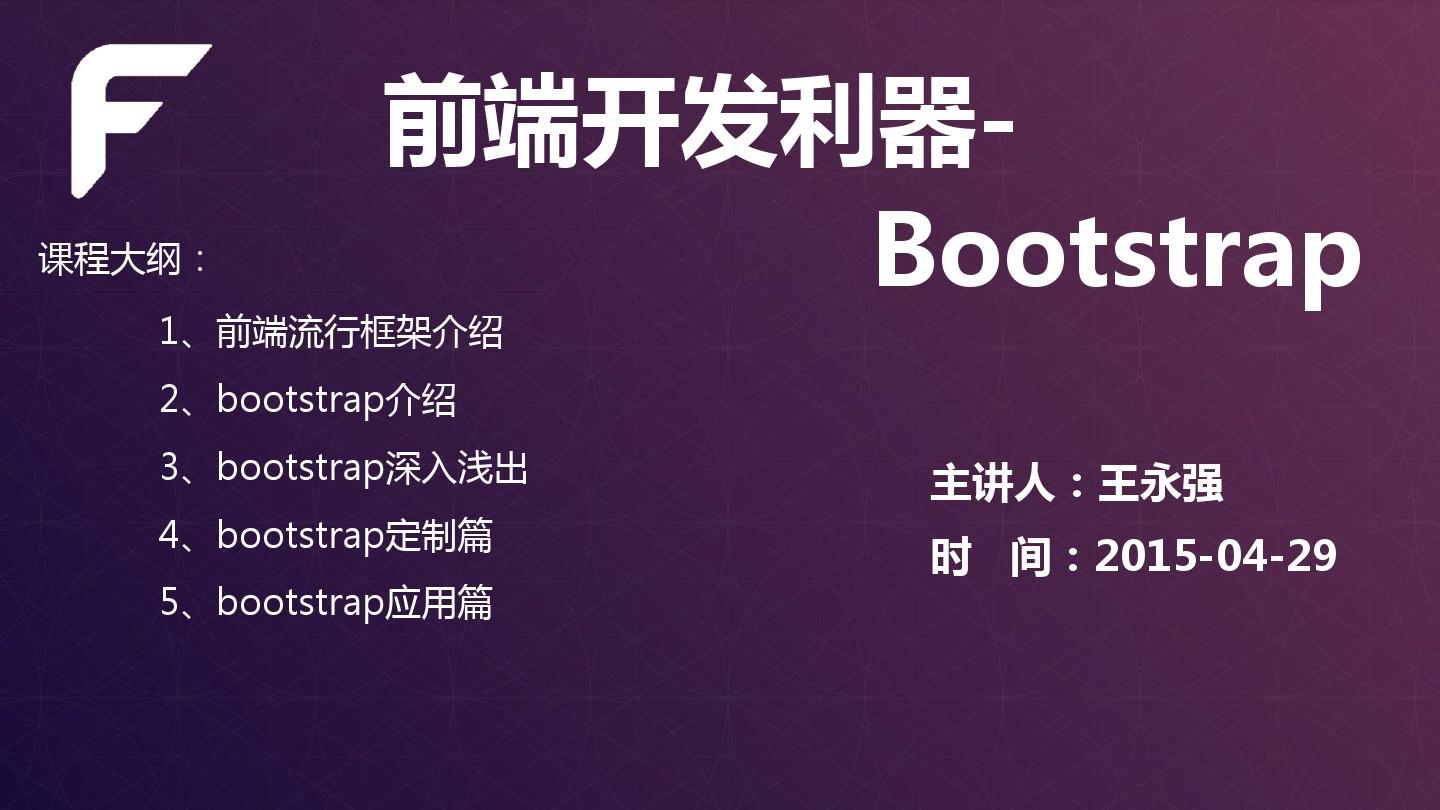 F
前端开发利器-
Bootstrap
课程大纲：
1、前端流行框架介绍
2、bootstrap介绍
3、bootstrap深入浅出
4、bootstrap定制篇
5、bootstrap应用篇
主讲人：王永强
时 间：2015-04-29